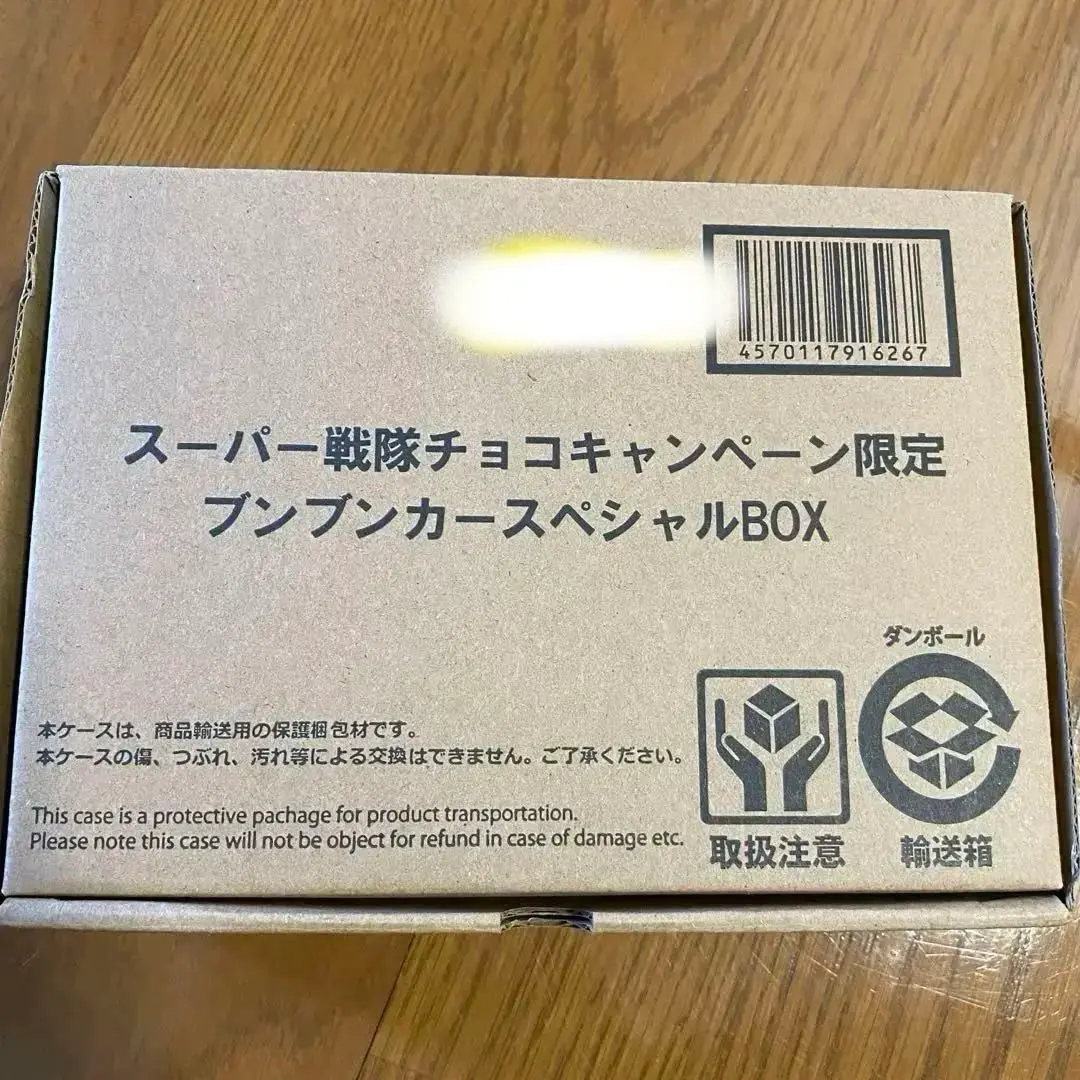 4570117916267
スーパー戦隊チョコキャンペーン限定
ブンブンカースペシャルBOX
ダンボール
本ケースは、商品輸送用の保護梱包材です。
本ケースの傷、つぶれ、汚れ等による交換はできません。ご了承ください。
This case is a protective pachage for product transportation.
Please note this case will not be object for refund in case of damage etc.
取扱注意
輸送箱